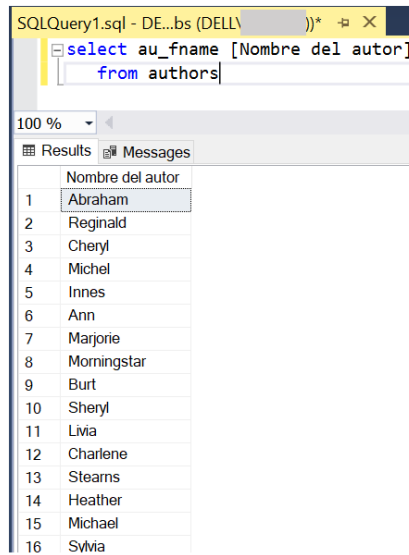 SQLQuery1.sql - DE...bs (DELL\ ))*
select au_fname [Nombre del autor]
from authors
100 %
Results Messages
Nombre del autor
1 Abraham
2 Reginald
3 Cheryl
4 Michel
5 Innes
6 Ann
7 Marjorie
8 Morningstar
9 Burt
10 Sheryl
11 Livia
12 Charlene
13 Stearns
14 Heather
15 Michael
16 Sylvia